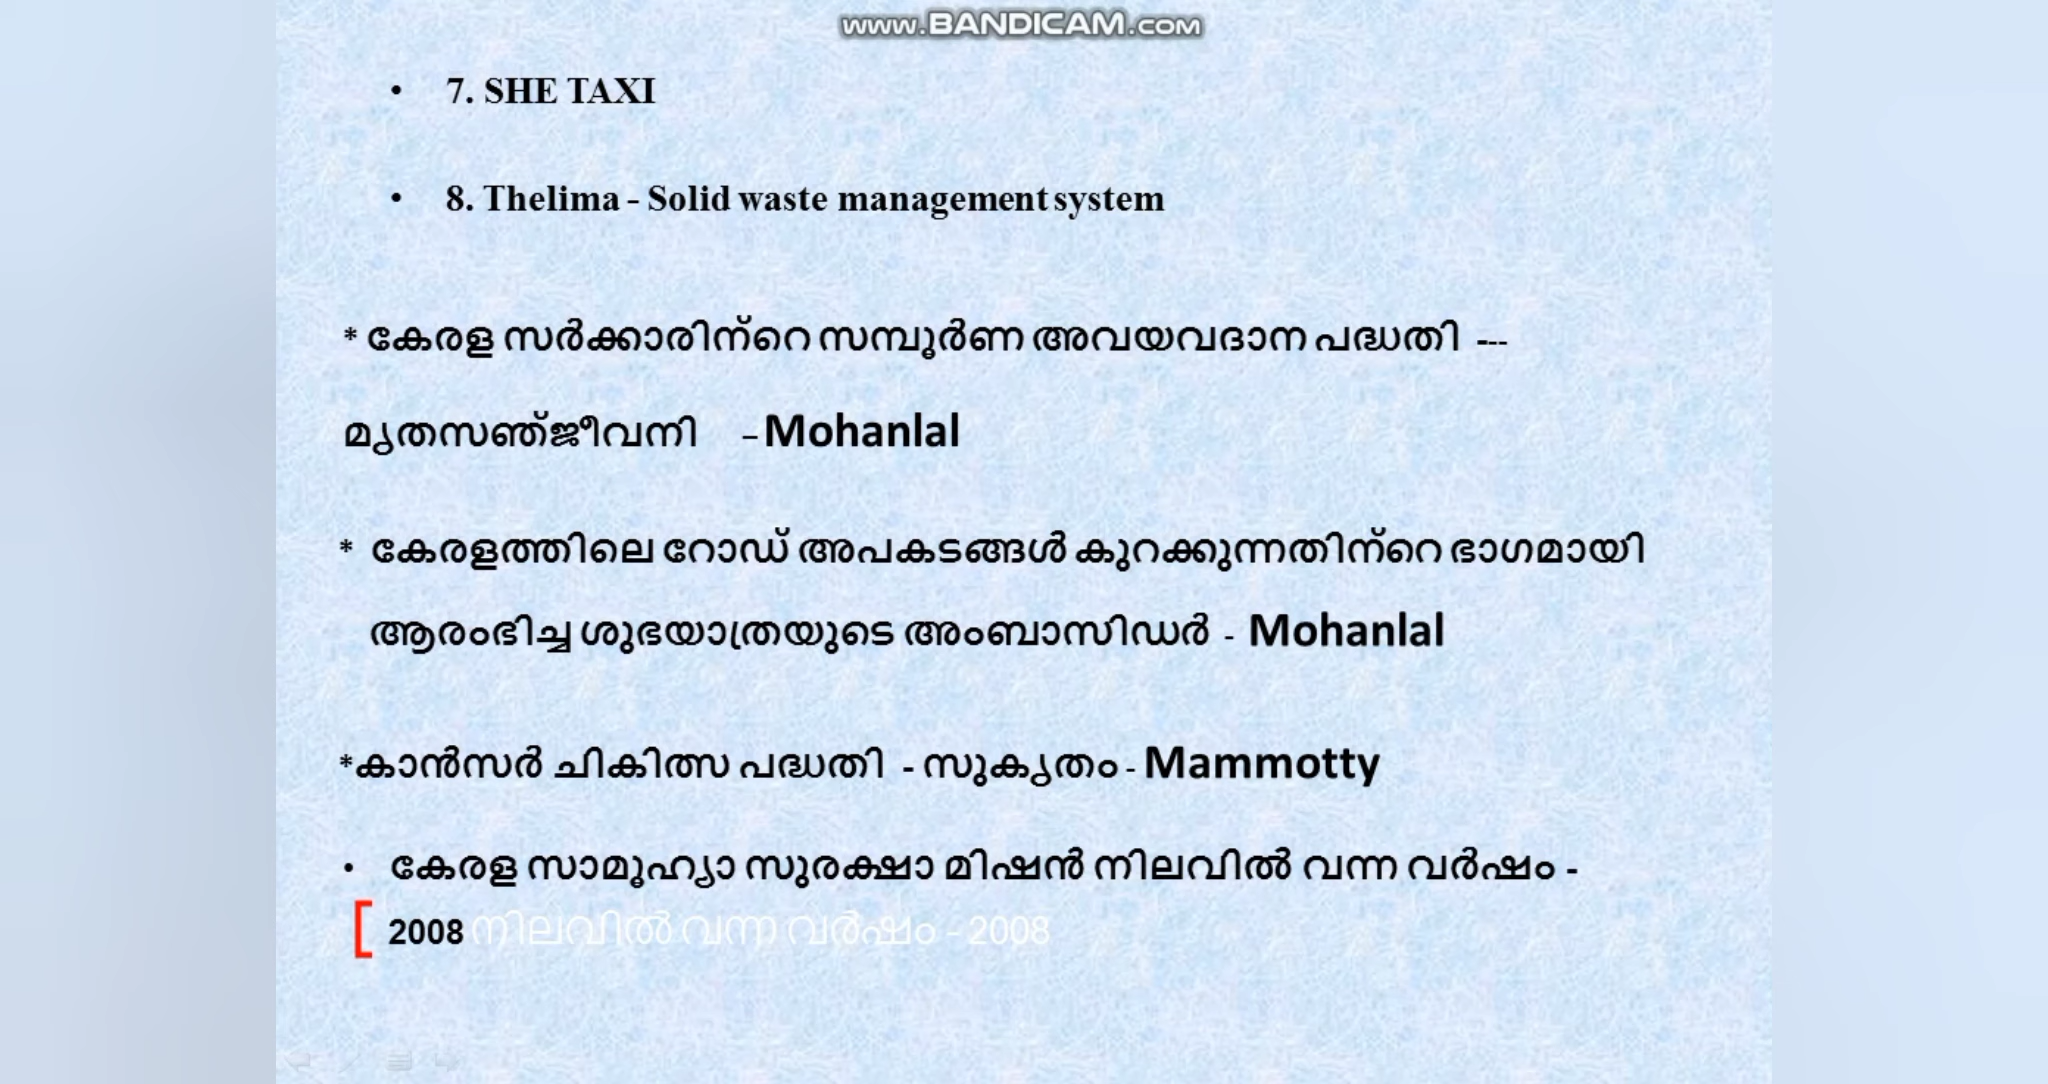 www.BANDICAM.com
• 7. SHE TAXI
• 8. Thelima - Solid waste management system
* കേരള സർക്കാരിന്റെ സമ്പൂർണ അവയവദാന പദ്ധതി ---
മൃതസഞ്ജീവനി – Mohanlal
* കേരളത്തിലെ റോഡ് അപകടങ്ങൾ കുറക്കുന്നതിന്റെ ഭാഗമായി
ആരംഭിച്ച ശുഭയാത്രയുടെ അംബാസിഡർ - Mohanlal
*കാൻസർ ചികിത്സ പദ്ധതി - സുകൃതം - Mammotty
• കേരള സാമൂഹ്യാ സുരക്ഷാ മിഷൻ നിലവിൽ വന്ന വർഷം -
[ 2008 നിലവിൽ വന്ന വർഷം - 2008